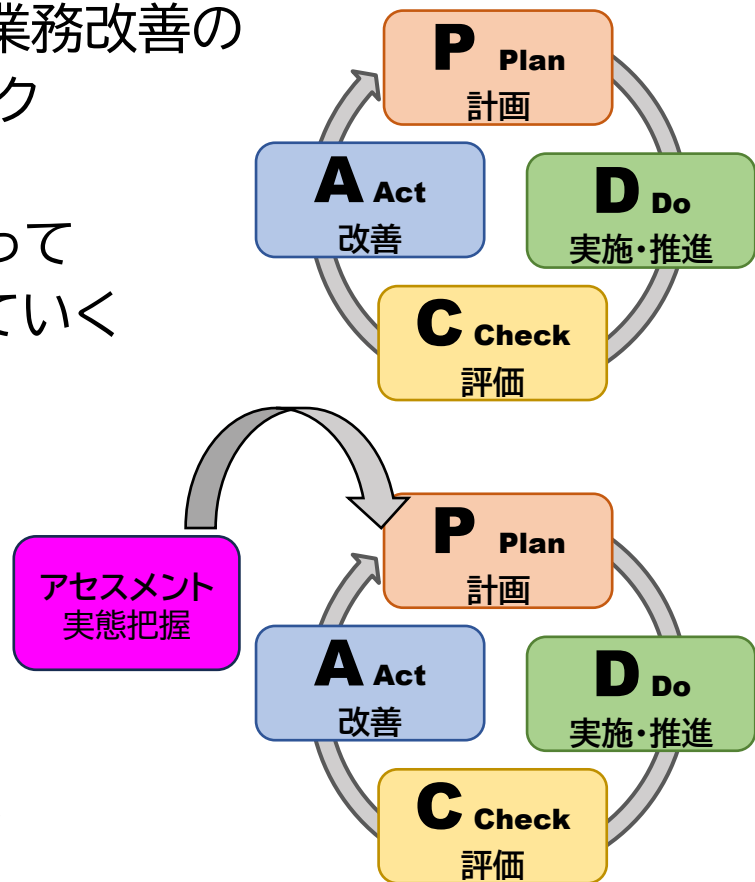 業務改善の
ク
って
ていく
P Plan
計画
A Act
改善
D Do
実施・推進
C Check
評価
アセスメント
実態把握
P Plan
計画
A Act
改善
D Do
実施・推進
C Check
評価